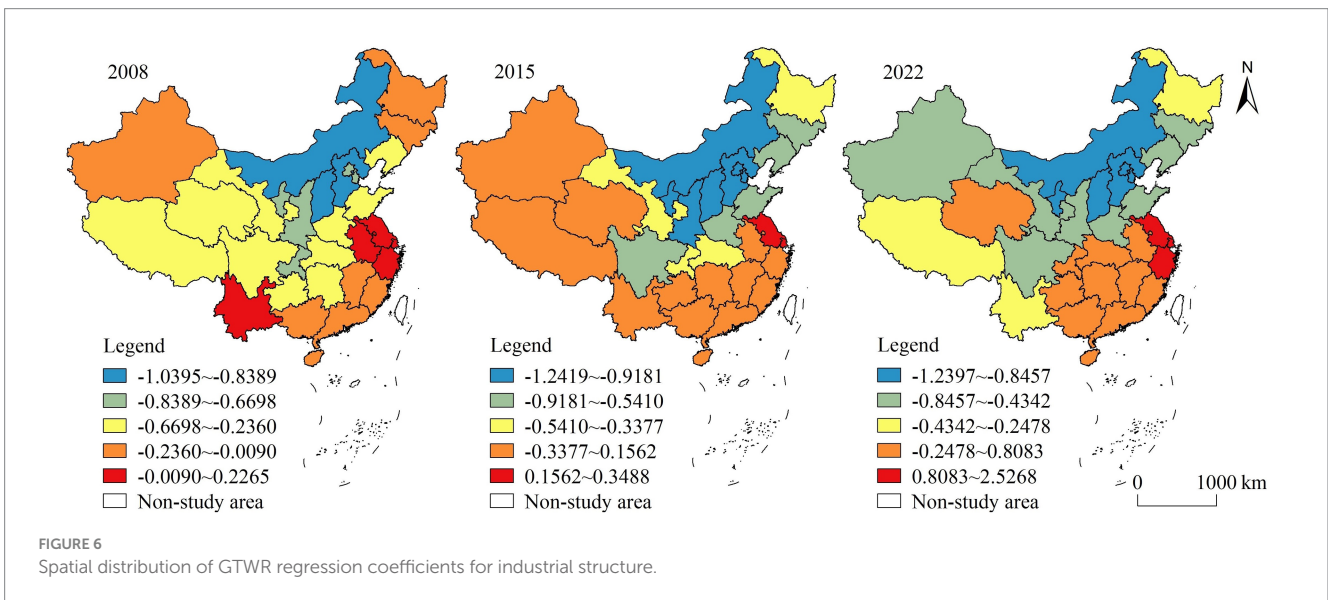 2008
2015
2022
N
Legend
-1.0395~-0.8389
-0.8389~-0.6698
-0.6698~-0.2360
-0.2360~-0.0090
-0.0090~0.2265
Non-study area
Legend
-1.2419~-0.9181
-0.9181~-0.5410
-0.5410~-0.3377
-0.3377~0.1562
0.1562~0.3488
Non-study area
Legend
-1.2397~-0.8457
-0.8457~-0.4342
-0.4342~-0.2478
-0.2478~0.8083
0.8083~2.5268
Non-study area
0 1000 km
FIGURE 6
Spatial distribution of GTWR regression coefficients for industrial structure.